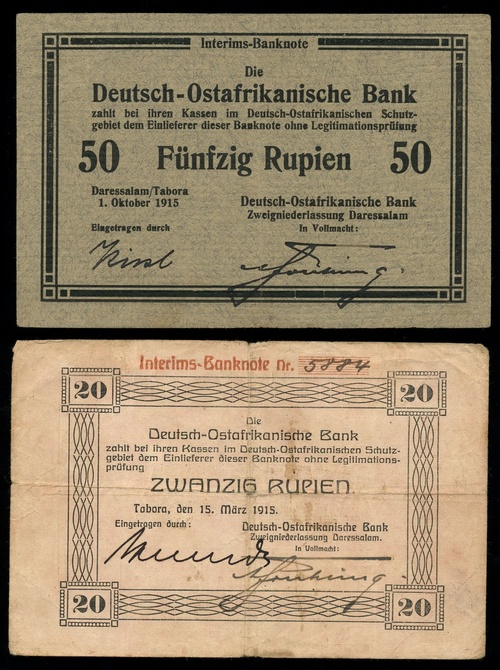 Interims-Banknote
Die
Deutsch-Ostafrikanische Bank
zahlt bei ihren Kassen im Deutsch-Ostafrikanischen Schutz-
gebiet dem Einlieferer dieser Banknote ohne Legitimationsprüfung
50 Fünfzig Rupien 50
Daressalam/Tabora
1. Oktober 1915
Deutsch-Ostafrikanische Bank
Zweigniederlassung Daressalam
Eingetragen durch
In Vollmacht:
Interims-Banknote nr. 5884
20 20
Die
Deutsch-Ostafrikanische Bank
zahlt bei ihren Kassen im Deutsch-Ostafrikanischen Schutz-
gebiet dem Einlieferer dieser Banknote ohne Legitimations-
prüfung
ZWANZIG RUPIEN.
Tabora, den 15. März 1915.
Eingetragen durch:
Deutsch-Ostafrikanische Bank
Zweigniederlassung Daressalam.
In Vollmacht:
20 20